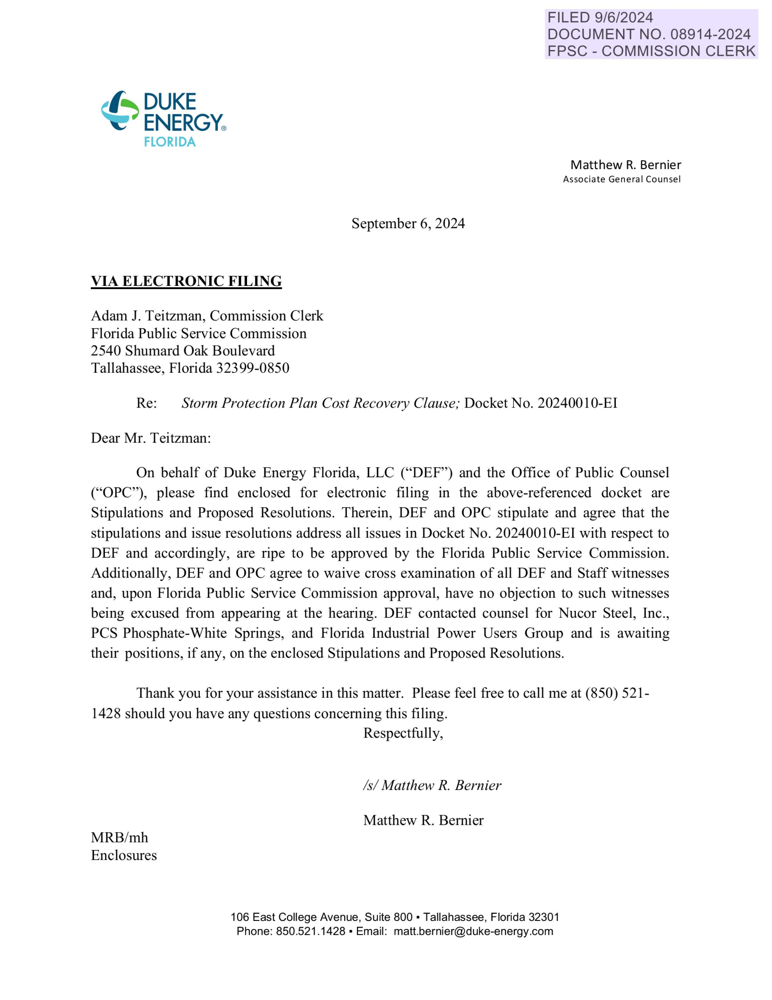 FILED 9/6/2024
DOCUMENT NO. 08914-2024
FPSC - COMMISSION CLERK
DUKE
ENERGY®
FLORIDA
Matthew R. Bernier
Associate General Counsel
September 6, 2024
VIA ELECTRONIC FILING
Adam J. Teitzman, Commission Clerk
Florida Public Service Commission
2540 Shumard Oak Boulevard
Tallahassee, Florida 32399-0850
Re: Storm Protection Plan Cost Recovery Clause; Docket No. 20240010-EI
Dear Mr. Teitzman:
On behalf of Duke Energy Florida, LLC (“DEF”) and the Office of Public Counsel
(“OPC”), please find enclosed for electronic filing in the above-referenced docket are
Stipulations and Proposed Resolutions. Therein, DEF and OPC stipulate and agree that the
stipulations and issue resolutions address all issues in Docket No. 20240010-EI with respect to
DEF and accordingly, are ripe to be approved by the Florida Public Service Commission.
Additionally, DEF and OPC agree to waive cross examination of all DEF and Staff witnesses
and, upon Florida Public Service Commission approval, have no objection to such witnesses
being excused from appearing at the hearing. DEF contacted counsel for Nucor Steel, Inc.,
PCS Phosphate-White Springs, and Florida Industrial Power Users Group and is awaiting
their positions, if any, on the enclosed Stipulations and Proposed Resolutions.
Thank you for your assistance in this matter. Please feel free to call me at (850) 521-
1428 should you have any questions concerning this filing.
Respectfully,
/s/ Matthew R. Bernier
Matthew R. Bernier
MRB/mh
Enclosures
106 East College Avenue, Suite 800 ▪ Tallahassee, Florida 32301
Phone: 850.521.1428 ▪ Email: matt.bernier@duke-energy.com